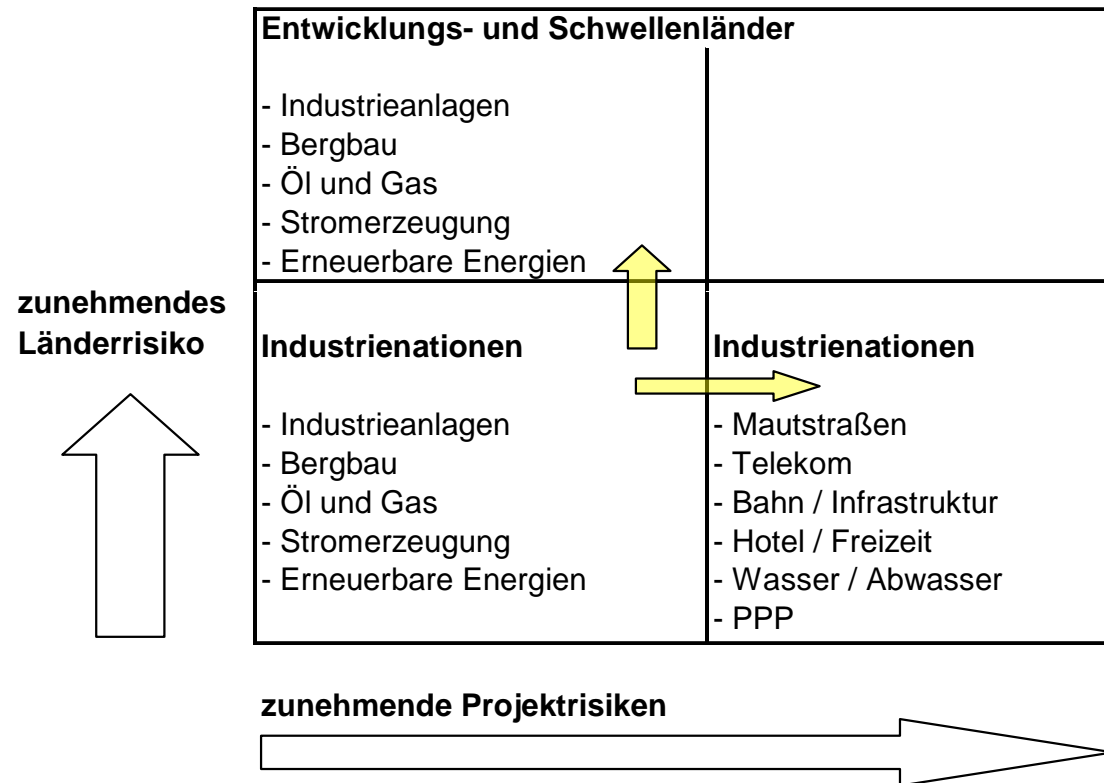 Entwicklungs- und Schwellenländer
- Industrieanlagen
- Bergbau
- Öl und Gas
- Stromerzeugung
- Erneuerbare Energien
zunehmendes
Länderrisiko
Industrienationen
- Industrieanlagen
- Bergbau
- Öl und Gas
- Stromerzeugung
- Erneuerbare Energien
Industrienationen
- Mautstraßen
- Telekom
- Bahn / Infrastruktur
- Hotel / Freizeit
- Wasser / Abwasser
- PPP
zunehmende Projektrisiken